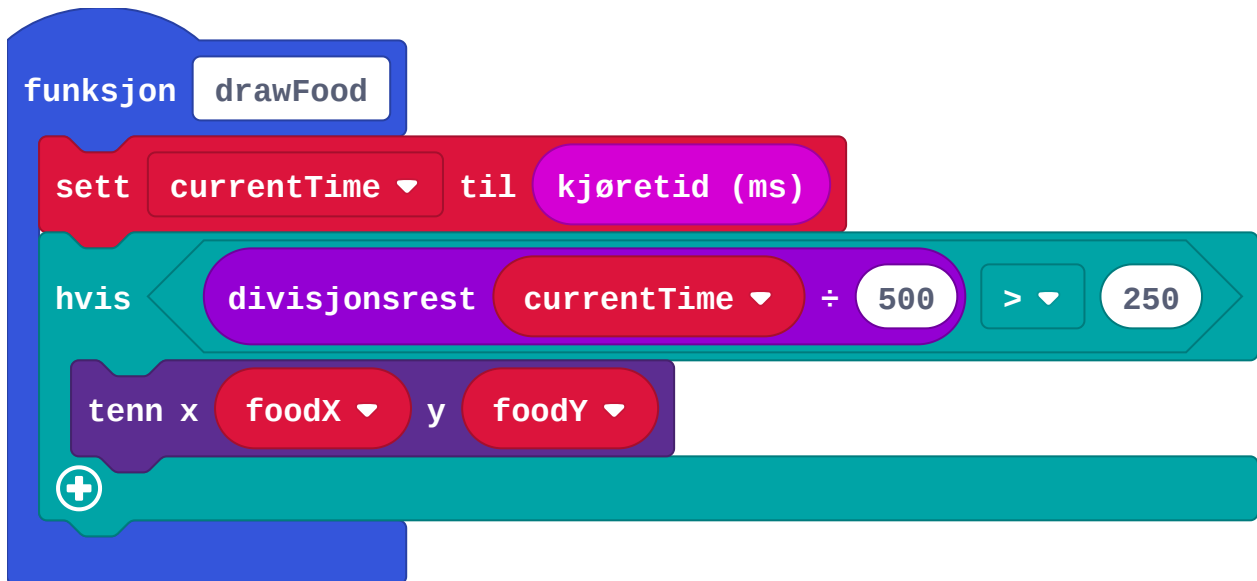 funksjon drawFood
sett currentTime til kjøretid (ms)
hvis divisjonsrest currentTime ÷ 500 > 250
tenn x foodX y foodY